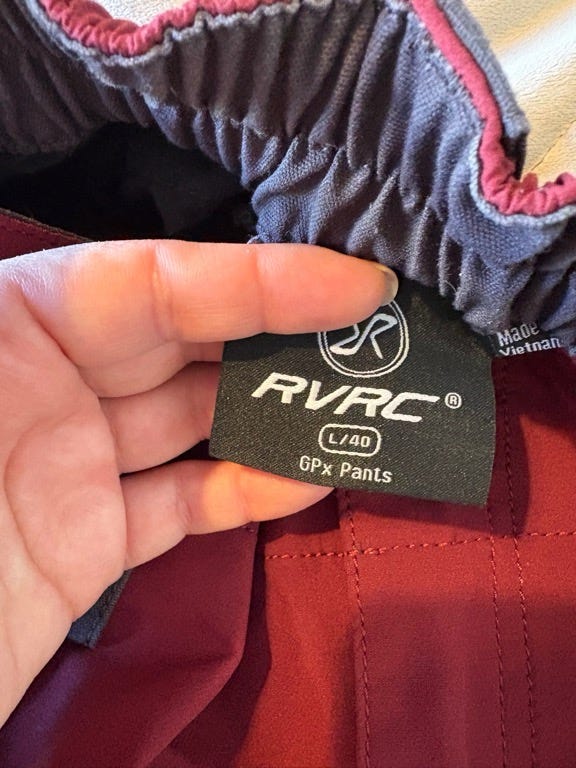 RVRC®
L/40
GPx Pants
Made
Vietnam